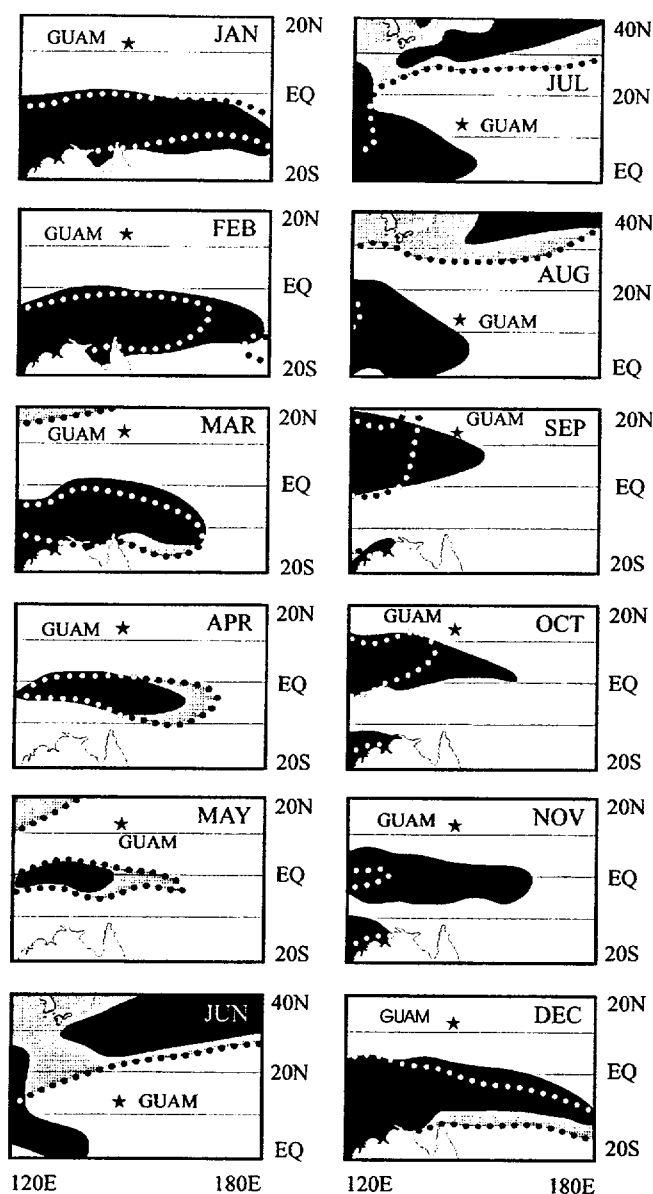 20N
GUAM ★ JAN
EQ
20S
20N
GUAM ★ FEB
EQ
20S
20N
GUAM ★ MAR
EQ
20S
20N
GUAM ★ APR
EQ
20S
20N
★ MAY
GUAM
EQ
20S
40N
JUN
20N
★ GUAM
EQ
120E 180E
40N
JUL
20N
★ GUAM
EQ
40N
AUG
20N
★ GUAM
EQ
20N
GUAM
★ SEP
EQ
20S
20N
GUAM
★ OCT
EQ
20S
20N
GUAM ★ NOV
EQ
20S
20N
GUAM ★ DEC
EQ
20S
120E 180E